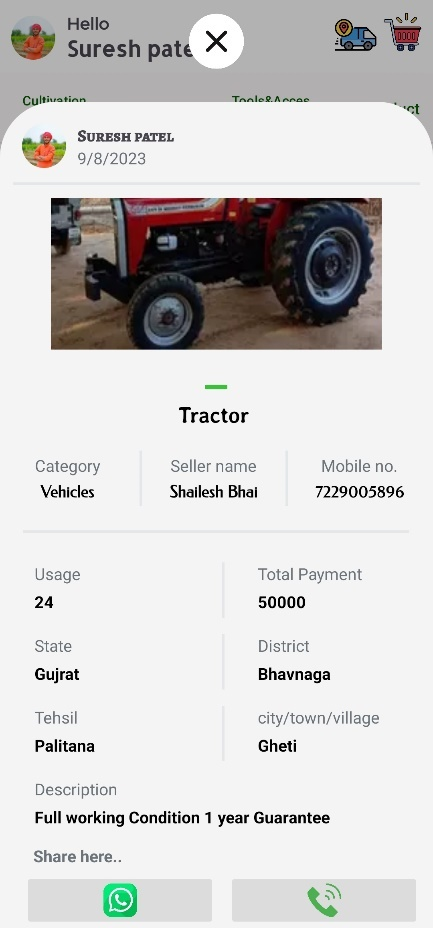 Hello
Suresh pate
Cultivation
Tools&Acces
uct
SURESH PATEL
9/8/2023
Tractor
Category
Seller name
Mobile no.
Vehicles
Shailesh Bhai
7229005896
Usage
Total Payment
24
50000
State
District
Gujrat
Bhavnaga
Tehsil
city/town/village
Palitana
Gheti
Description
Full working Condition 1 year Guarantee
Share here..